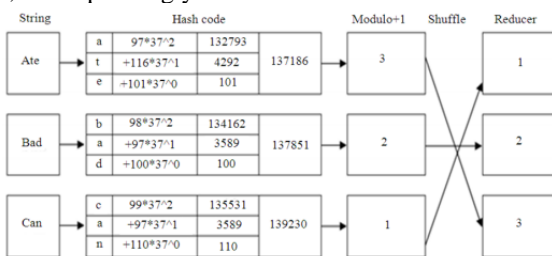 String Hash code Modulo+1 Shuffle Reducer
a 97*37^2 132793
Ate t +116*37^1 4292 137186 3 1
e +101*37^0 101
b 98*37^2 134162
Bad a +97*37^1 3589 137851 2 2
d +100*37^0 100
c 99*37^2 135531
Can a +97*37^1 3589 139230 1 3
n +110*37^0 110